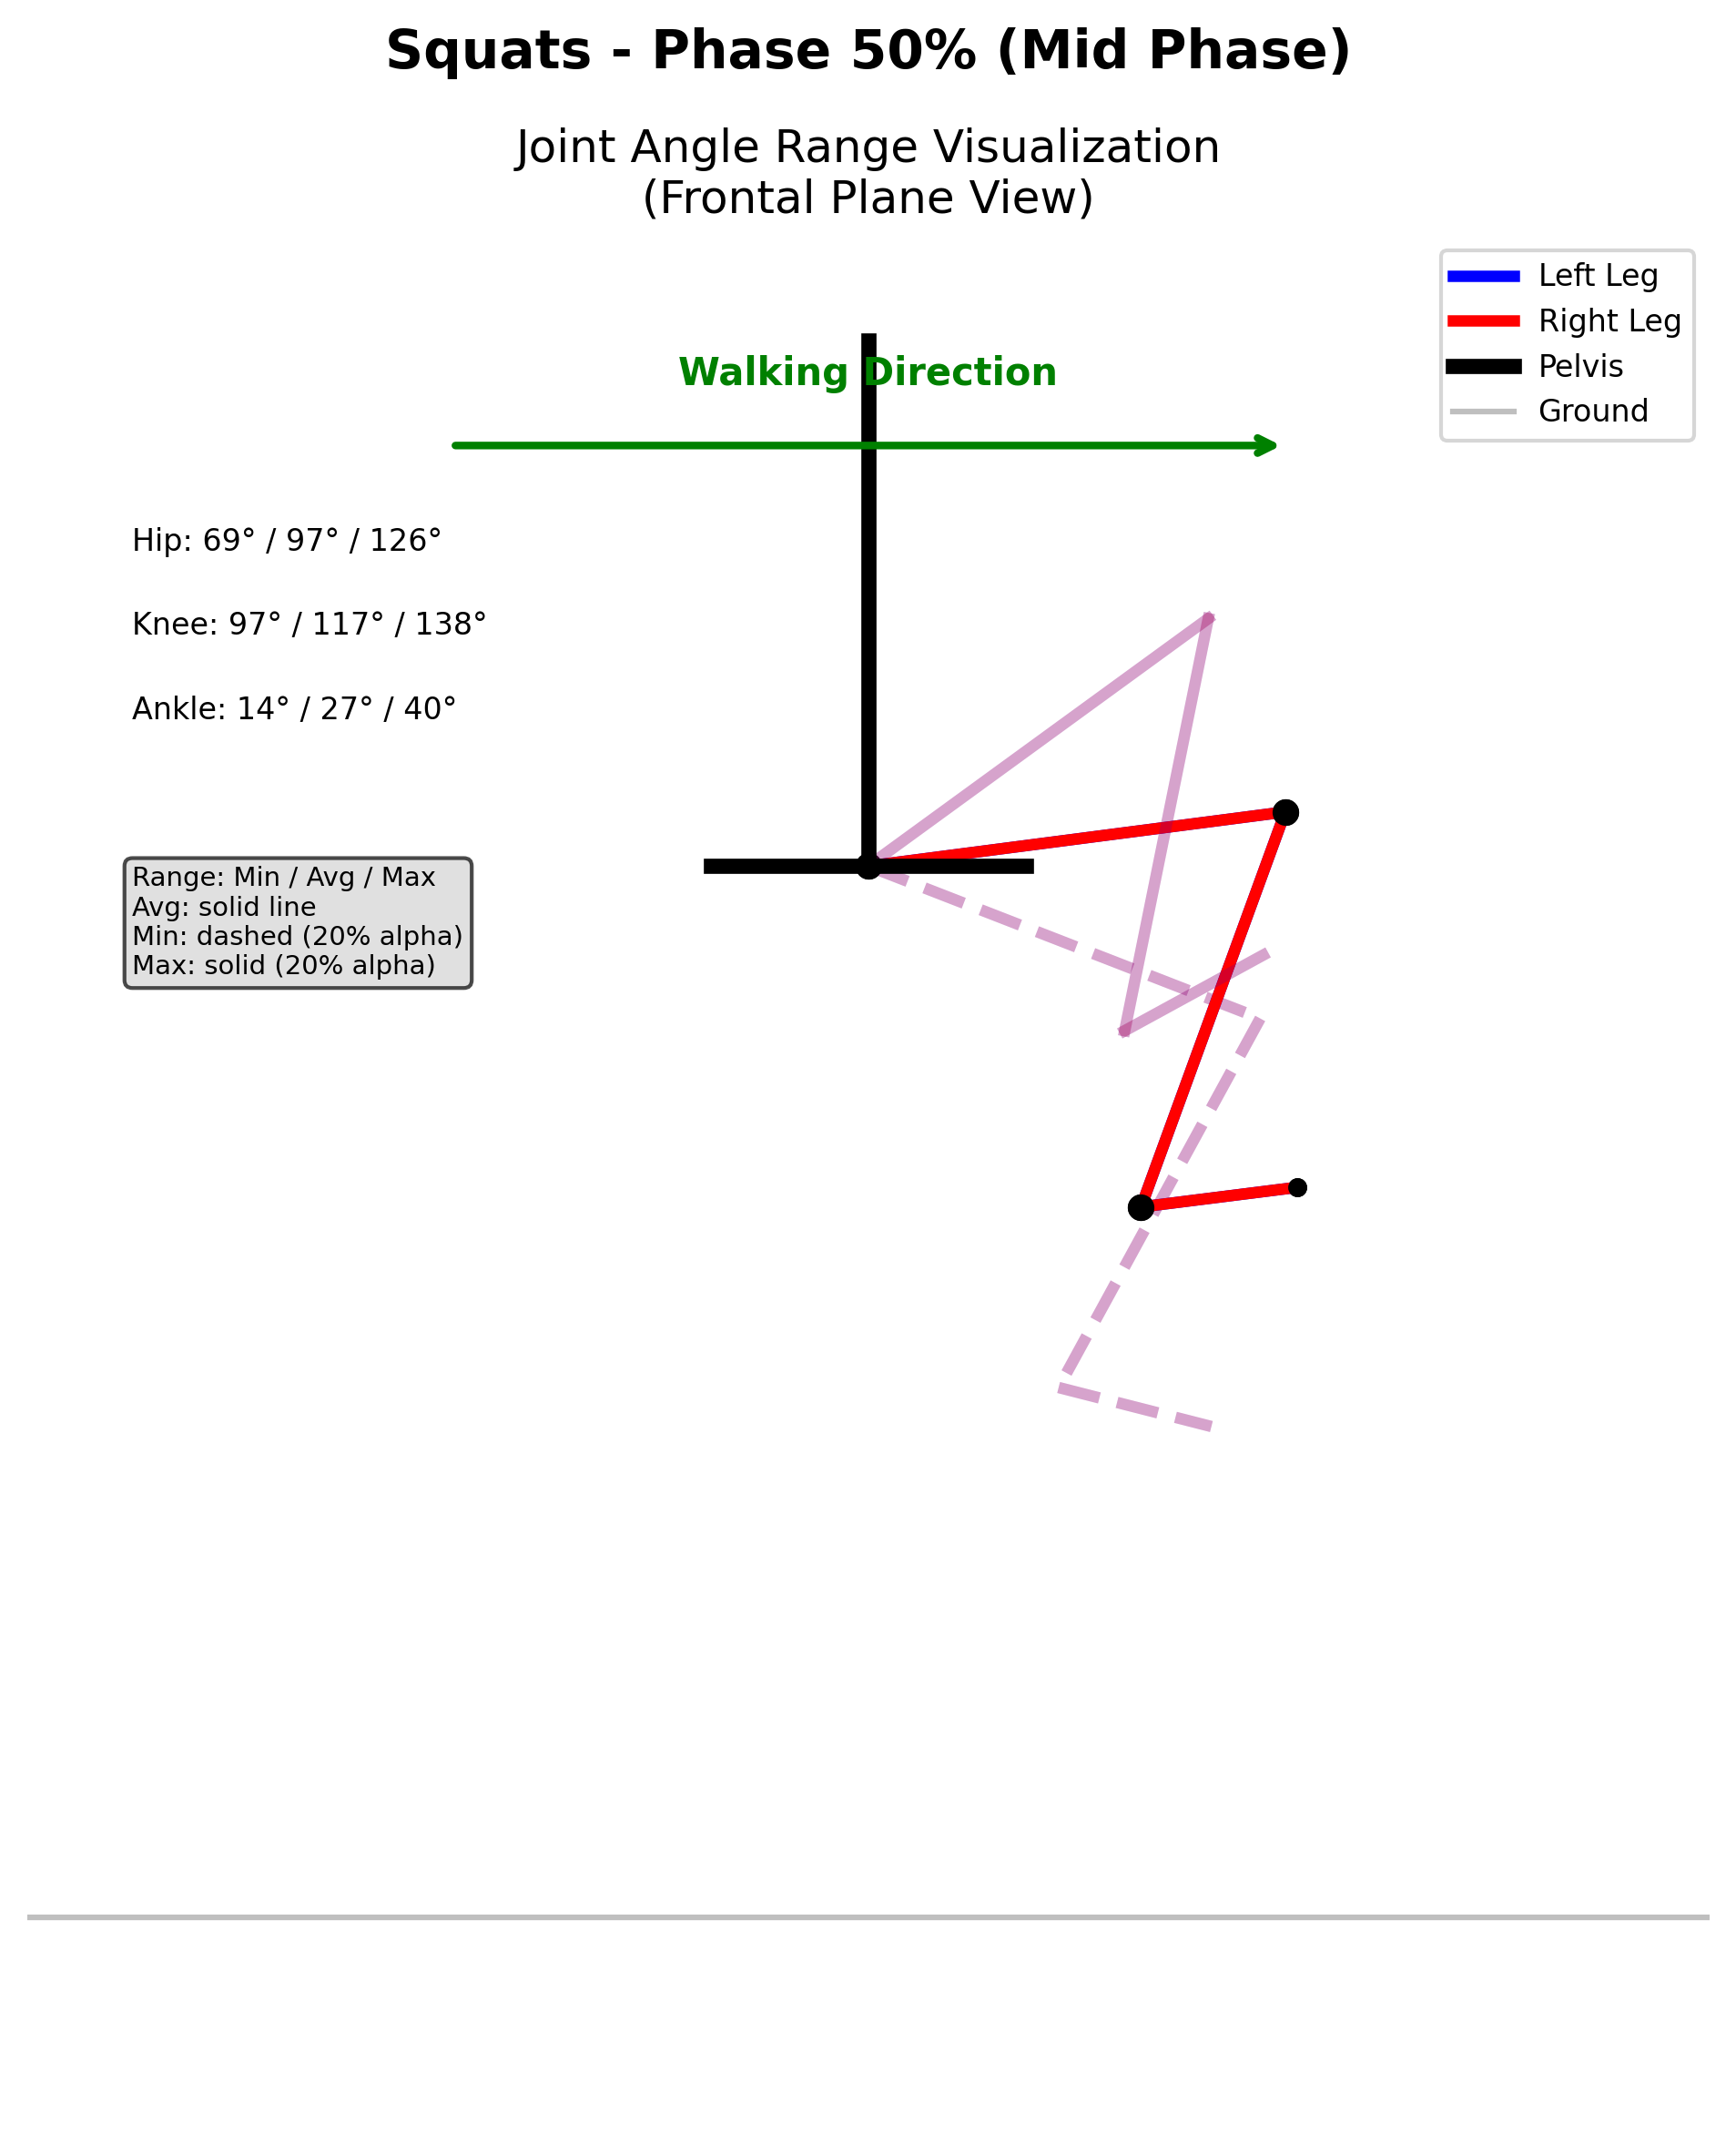 Squats - Phase 50% (Mid Phase)
Joint Angle Range Visualization
(Frontal Plane View)
Left Leg
Right Leg
Pelvis
Ground
Walking Direction
Hip: 69° / 97° / 126°
Knee: 97° / 117° / 138°
Ankle: 14° / 27° / 40°
Range: Min / Avg / Max
Avg: solid line
Min: dashed (20% alpha)
Max: solid (20% alpha)